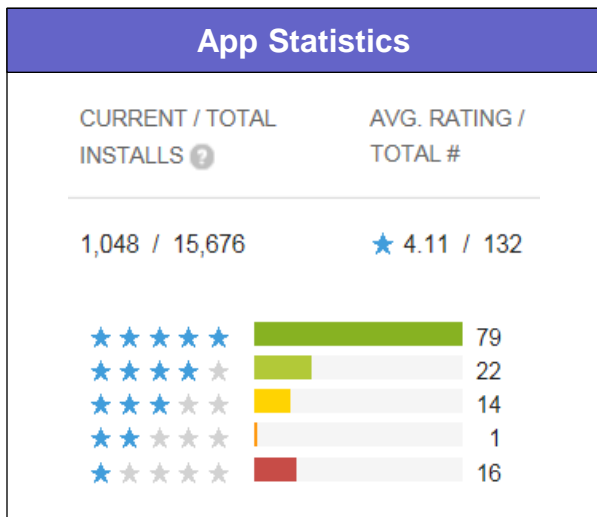 App Statistics
CURRENT / TOTAL INSTALLS ?
AVG. RATING / TOTAL #
1,048 / 15,676
4.11 / 132
79
22
14
1
16